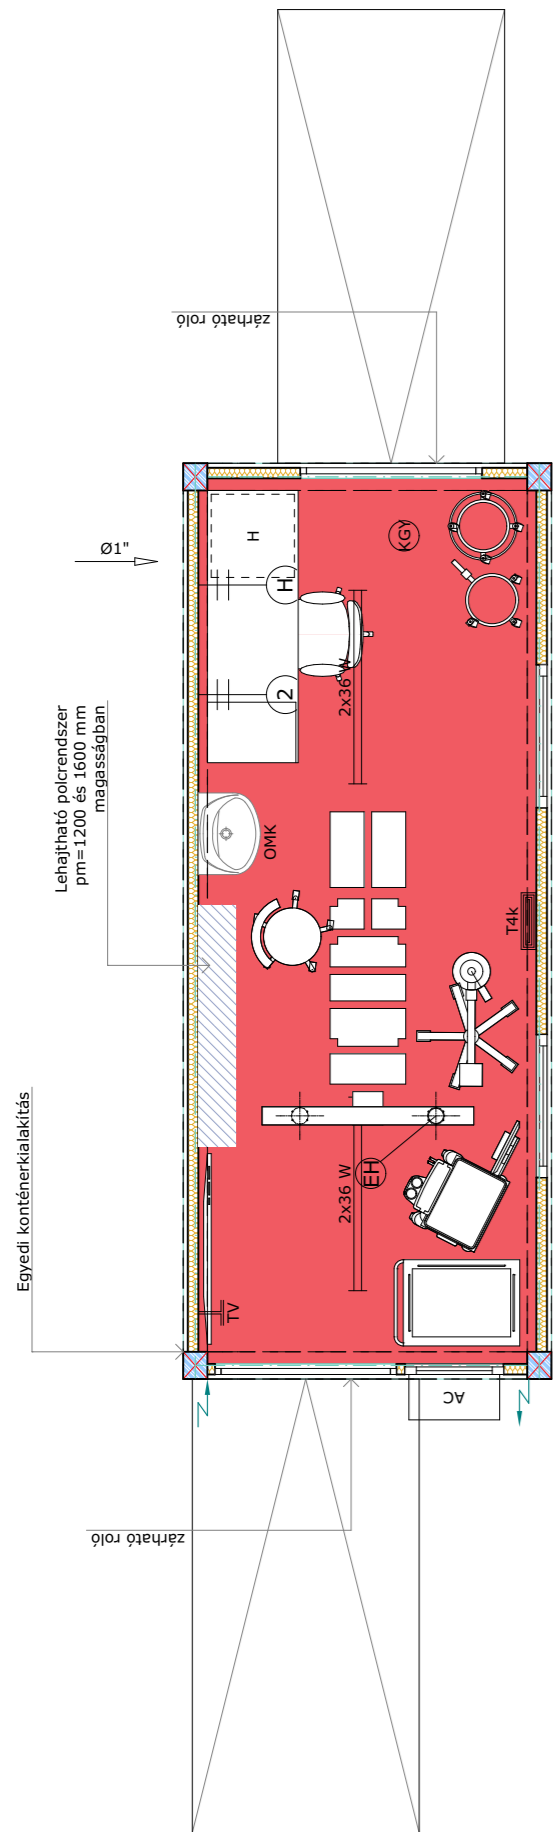 zárható roló
Ø1"
H
H
KGY
2
2x36 W
Lehajtható polcrendszer
pm=1200 és 1600 mm
magasságban
OMK
T4k
Egyedi konténerkialakítás
2x36 W
EH
TV
AC
zárható roló